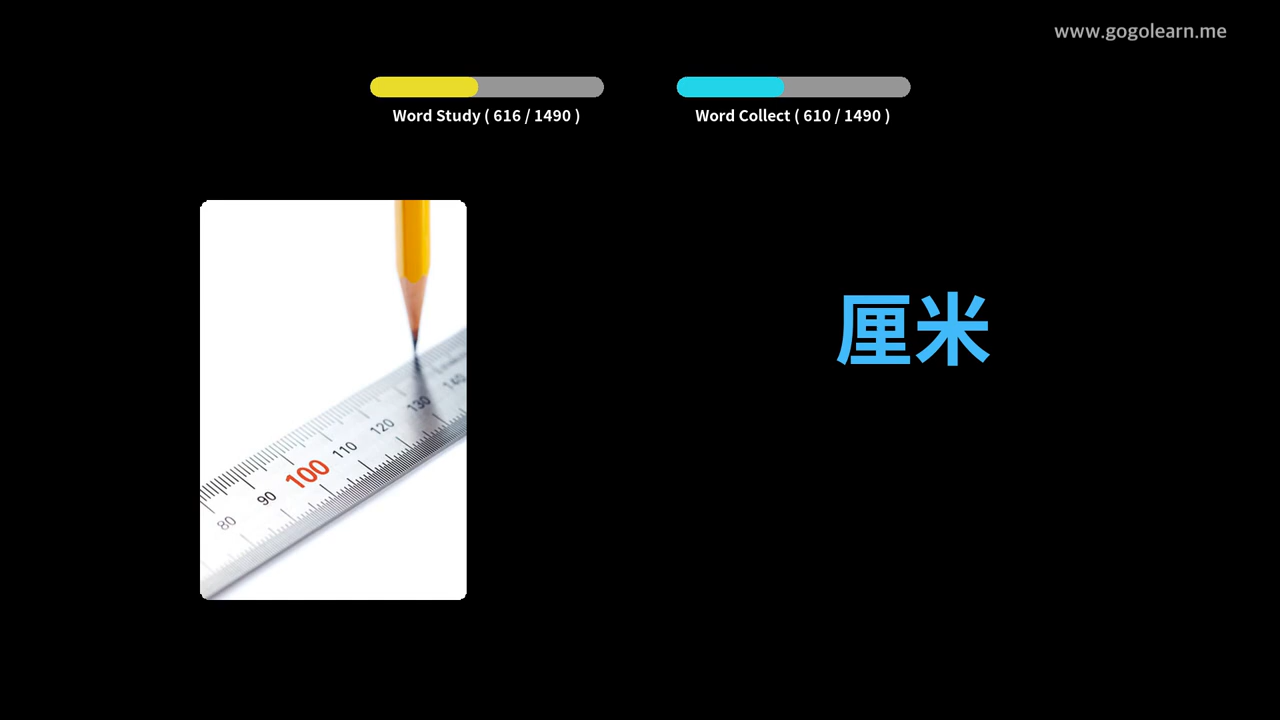 www.gogolearn.me
Word Study ( 616 / 1490 )
Word Collect ( 610 / 1490 )
厘米
80
90
100
110
120
130
140